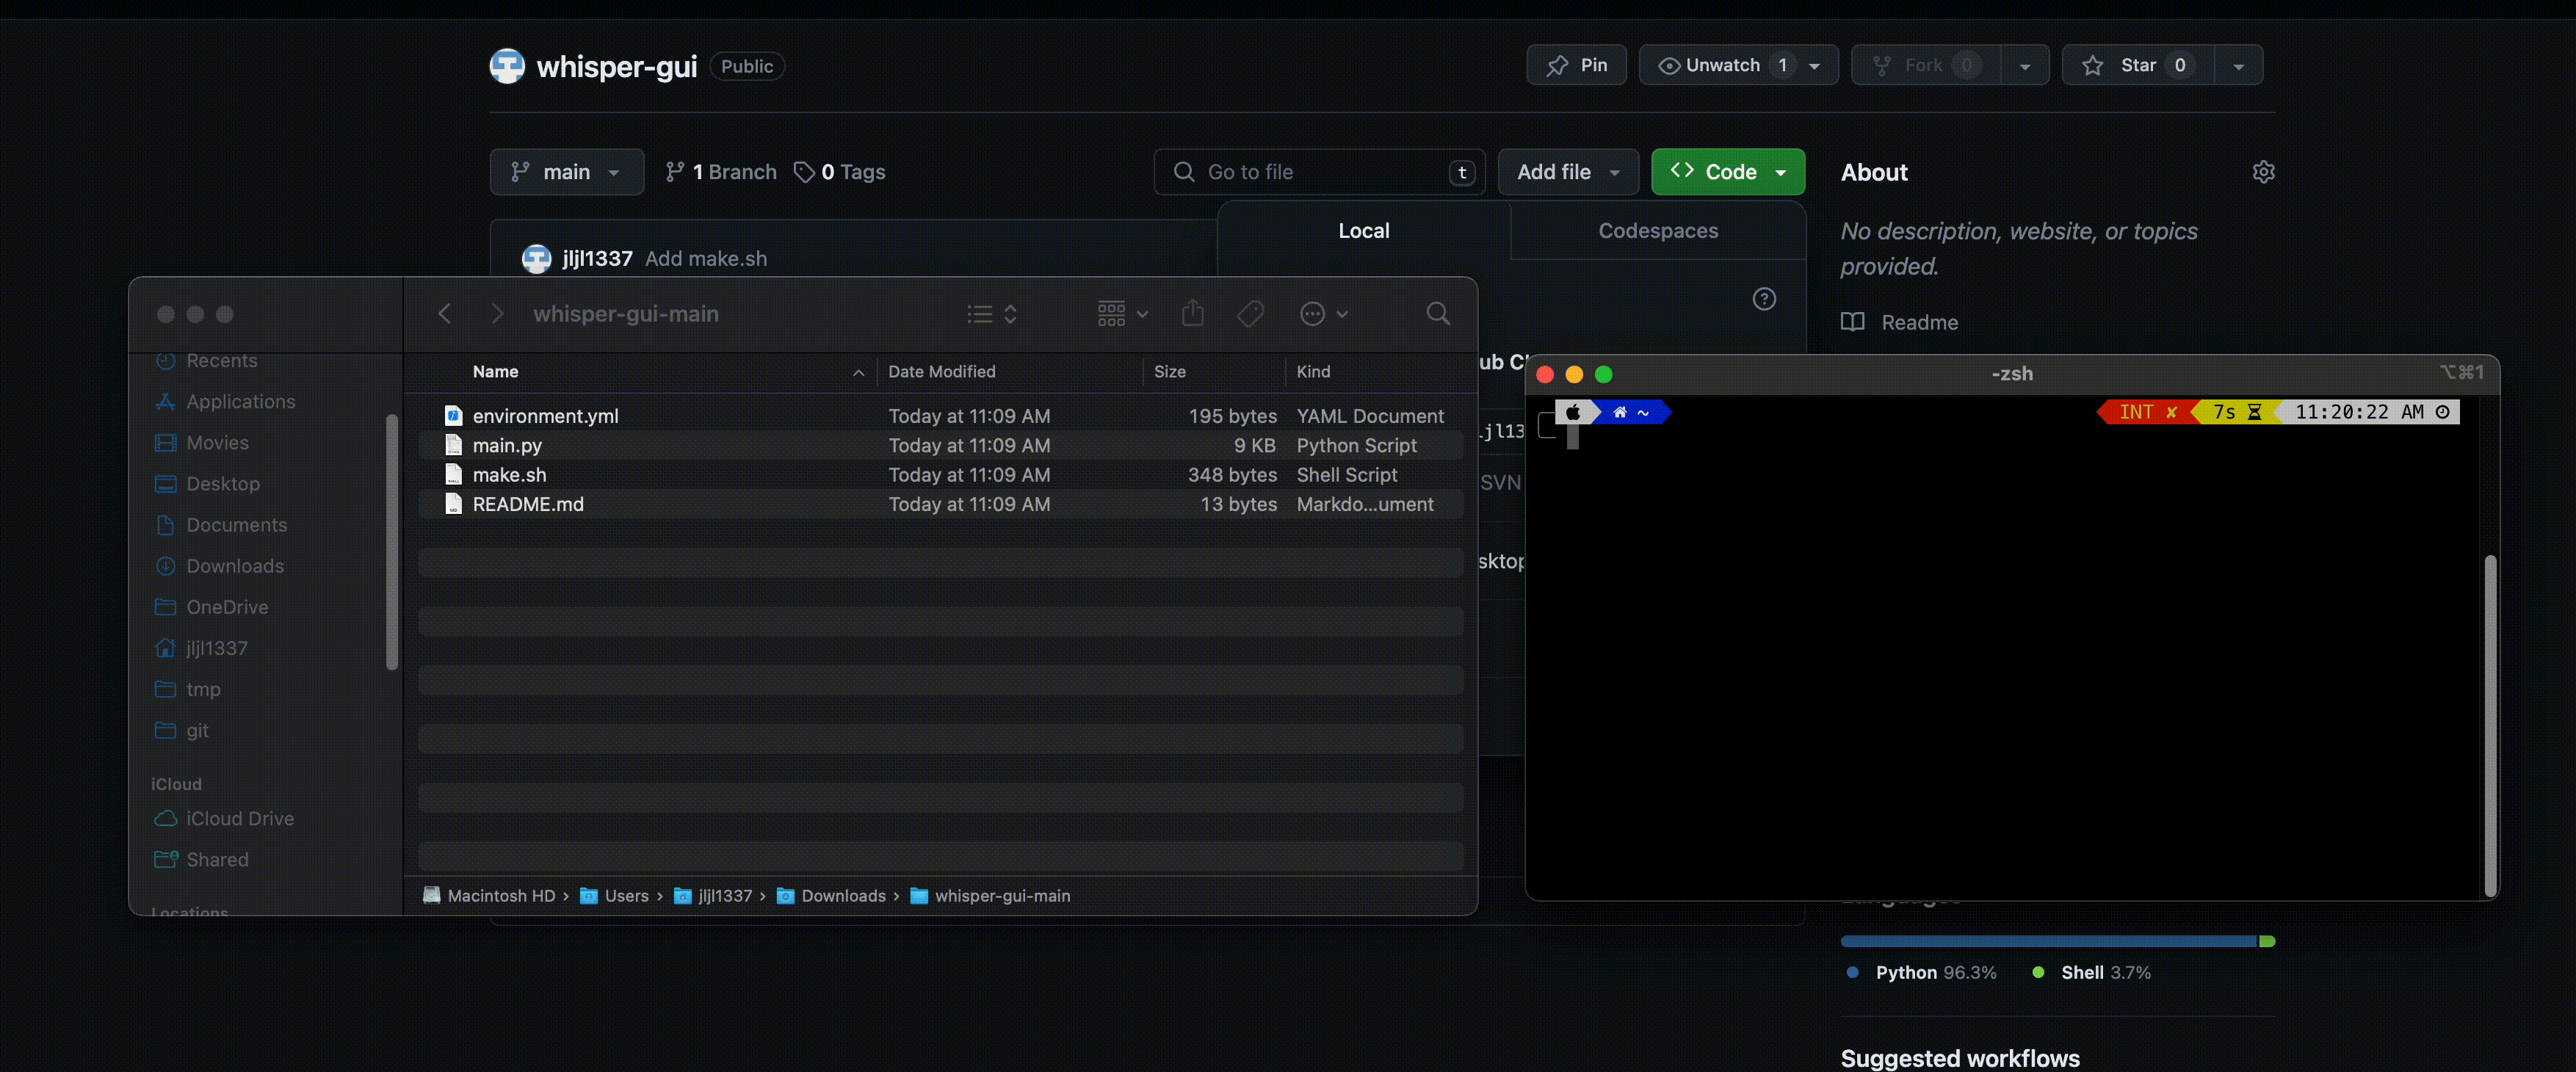 whisper-gui Public
Pin Unwatch 1 Fork 0 Star 0
main 1 Branch 0 Tags
Go to file t Add file Code
About
Local Codespaces
No description, website, or topics
provided.
jljl1337 Add make.sh
Readme
whisper-gui-main
Recents
Applications
Movies
Desktop
Documents
Downloads
OneDrive
jljl1337
tmp
git
iCloud
iCloud Drive
Shared
Locations
Name Date Modified Size Kind
environment.yml Today at 11:09 AM 195 bytes YAML Document
main.py Today at 11:09 AM 9 KB Python Script
make.sh Today at 11:09 AM 348 bytes Shell Script
README.md Today at 11:09 AM 13 bytes Markdo...ument
Macintosh HD › Users › jljl1337 › Downloads › whisper-gui-main
ub C
jl13
SVN
sktop
-zsh ⌥⌘1
~ INT ✘ 7s 11:20:22 AM
Languages
Python 96.3% Shell 3.7%
Suggested workflows